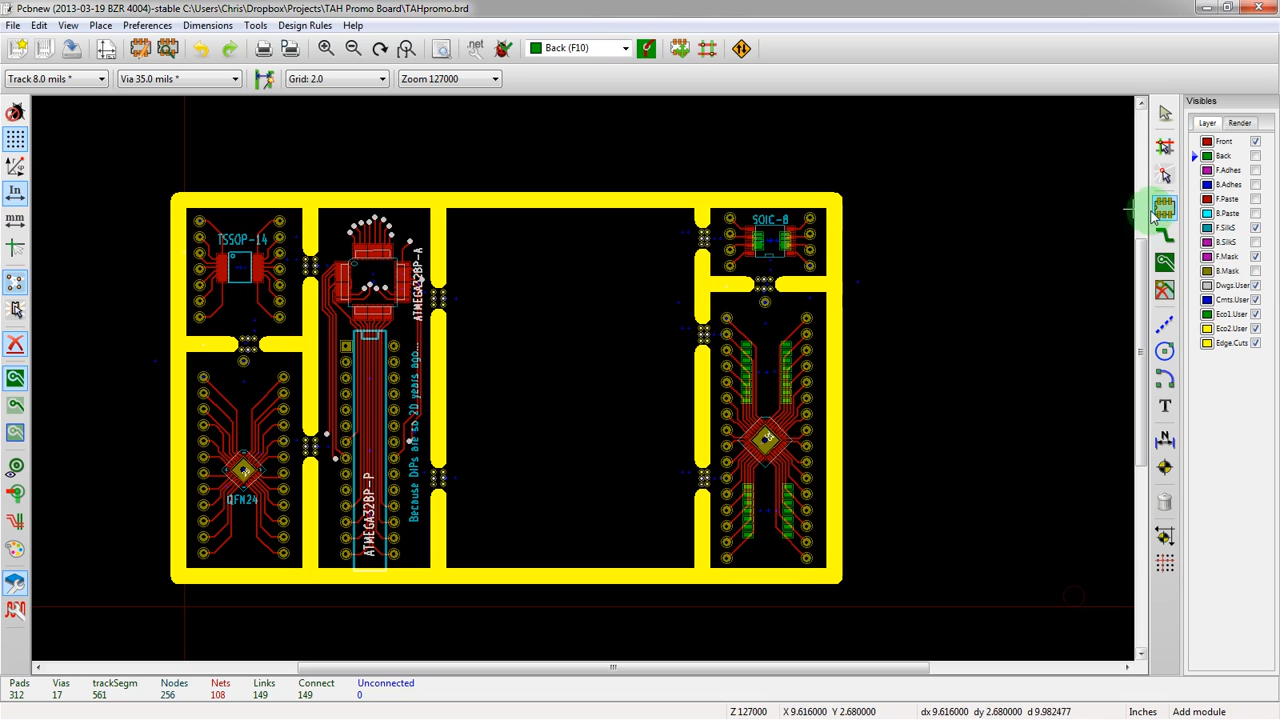 Pcbnew (2013-03-19 BZR 4004)-stable C:\Users\Chris\Dropbox\Projects\TAH Promo Board\TAHpromo.brd
File Edit View Place Preferences Dimensions Tools Design Rules Help
.net Back (F10)
Track 8.0 mils * Via 35.0 mils * Grid: 2.0 Zoom 127000
Visibles
Layer Render
Front
Back
F.Adhes
B.Adhes
F.Paste
B.Paste
F.SilkS
B.SilkS
F.Mask
B.Mask
Dwgs.User
Cmts.User
Eco1.User
Eco2.User
Edge.Cuts
In
mm
TSSOP-14
QFN24
ATMEGA32BP-A
Because DIPs are so 20 years ago...
ATMEGA32BP-P
SOIC-8
T
N
Pads Vias trackSegm Nodes Nets Links Connect Unconnected
312 17 561 256 108 149 149 0
Z 127000 X 9.616000 Y 2.680000 dx 9.616000 dy 2.680000 d 9.982477 Inches Add module